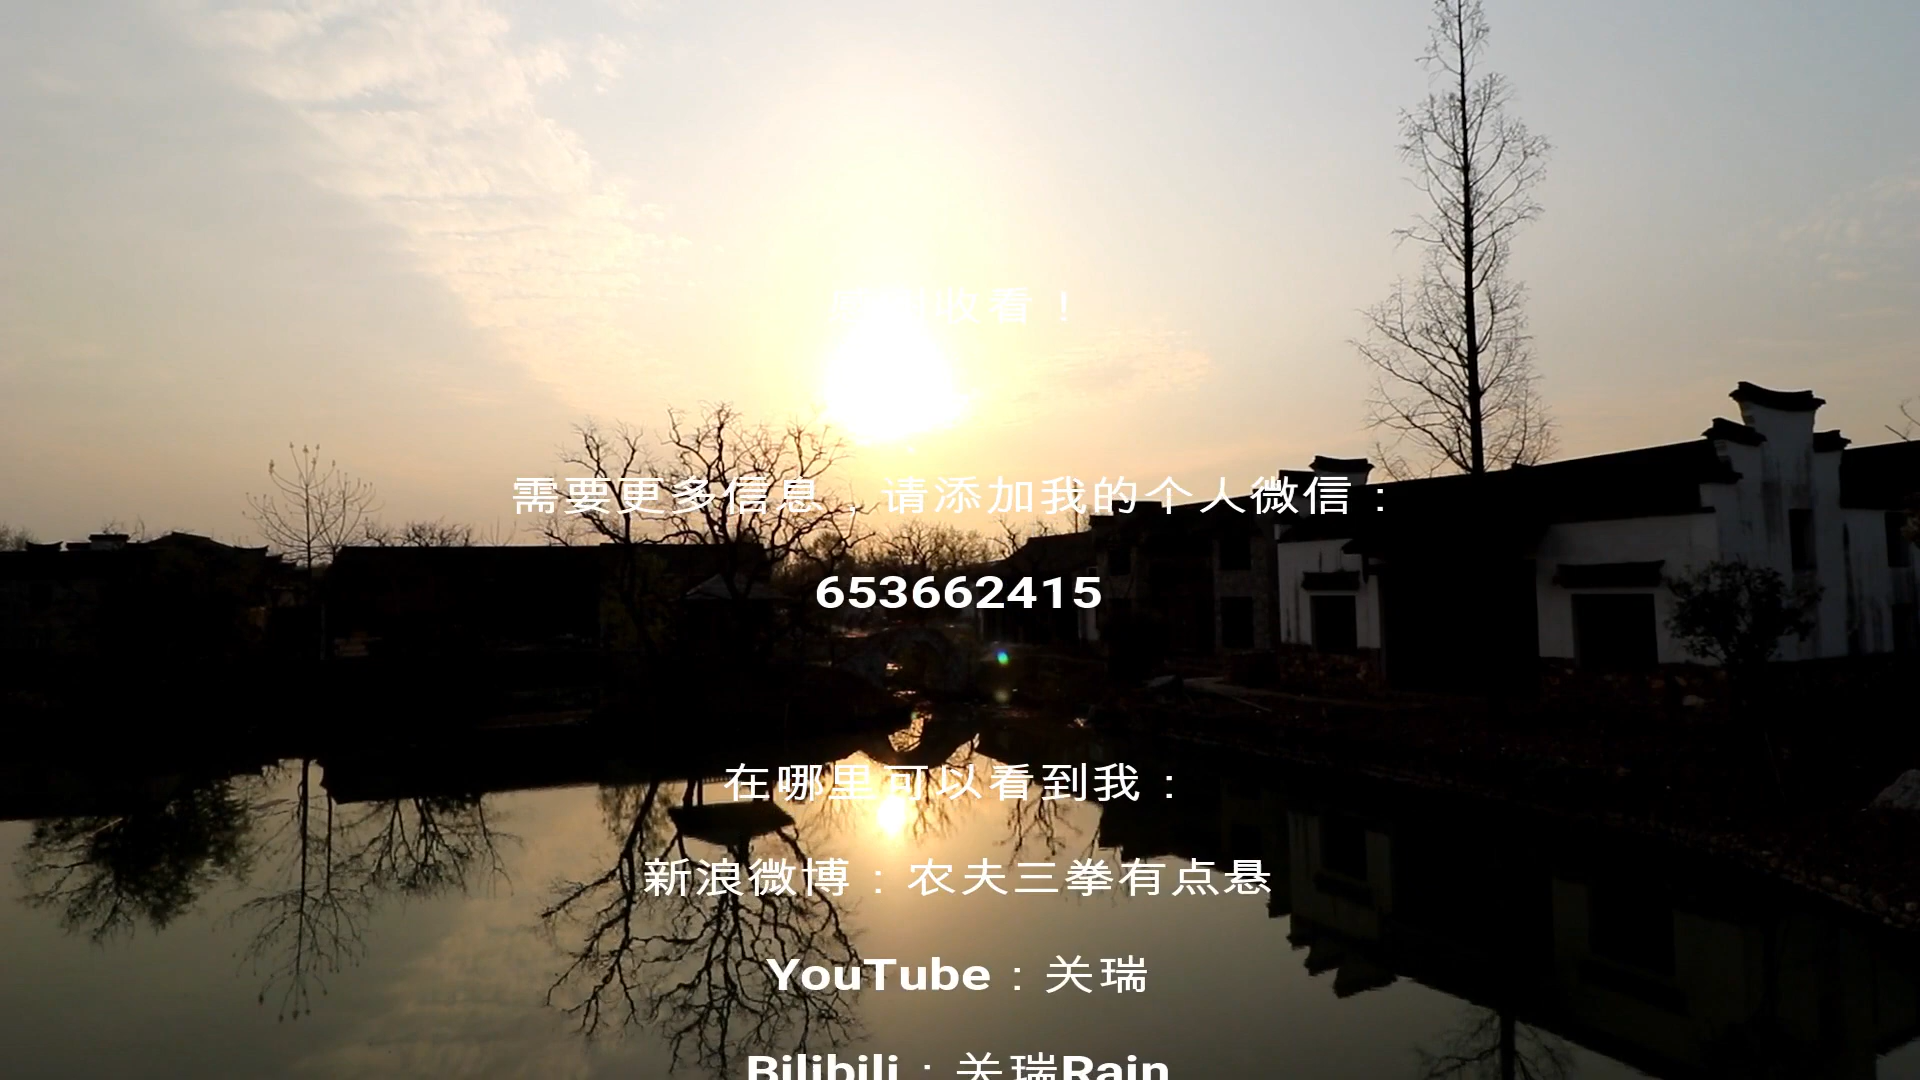 收看！
需要更多信息，请添加我的个人微信：
653662415
在哪里可以看到我：
新浪微博：农夫三拳有点悬
YouTube：关瑞
Bilibili：关瑞Rain